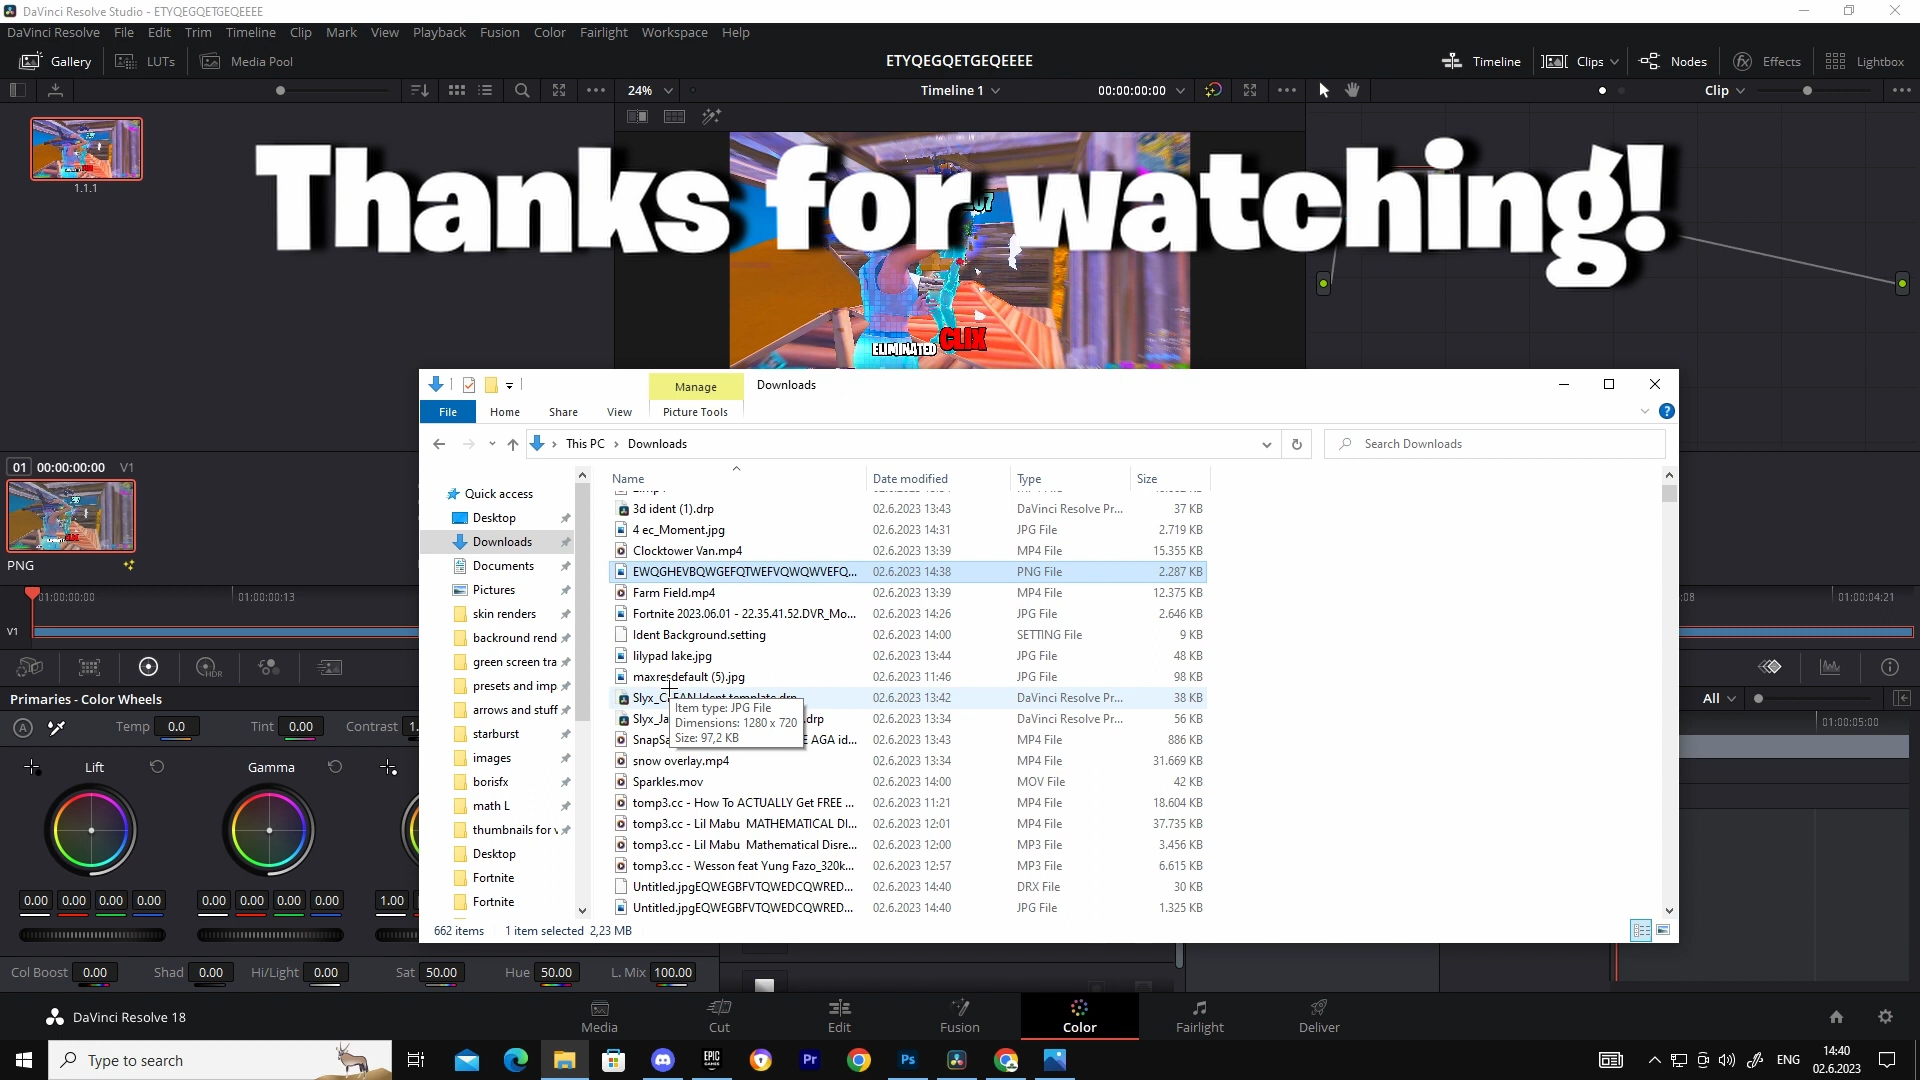 DaVinci Resolve Studio - ETYQEGQETGEQEEEE
DaVinci Resolve File Edit Trim Timeline Clip Mark View Playback Fusion Color Fairlight Workspace Help
Gallery LUTs Media Pool ETYQEGQETGEQEEEE Timeline Clips Nodes Effects Lightbox
24% Timeline 1 00:00:00:00 Clip
1.1.1
Thanks for watching!
ELIMINATED CLIX
Manage Downloads
File Home Share View Picture Tools
This PC > Downloads Search Downloads
01 00:00:00:00 V1
PNG
01:00:00:00 01:00:00:13 01:00:04:21
V1
Quick access
Desktop
Downloads
Documents
Pictures
skin renders
backround rend
green screen tra
presets and imp
arrows and stuff
starburst
images
borisfx
math L
thumbnails for v
Desktop
Fortnite
Fortnite
Name Date modified Type Size
3d ident (1).drp 02.6.2023 13:43 DaVinci Resolve Pr... 37 KB
4 ec_Moment.jpg 02.6.2023 14:31 JPG File 2.719 KB
Clocktower Van.mp4 02.6.2023 13:39 MP4 File 15.355 KB
EWQGHEVBQWGEFQTWEFVQWQWVEFQ... 02.6.2023 14:38 PNG File 2.287 KB
Farm Field.mp4 02.6.2023 13:39 MP4 File 12.375 KB
Fortnite 2023.06.01 - 22.35.41.52.DVR_Mo... 02.6.2023 14:26 JPG File 2.646 KB
Ident Background.setting 02.6.2023 14:00 SETTING File 9 KB
lilypad lake.jpg 02.6.2023 13:44 JPG File 48 KB
maxresdefault (5).jpg 02.6.2023 11:46 JPG File 98 KB
02.6.2023 13:42 DaVinci Resolve Pr... 38 KB
Slyx_Ja .drp 02.6.2023 13:34 DaVinci Resolve Pr... 56 KB
SnapSa E AGA id... 02.6.2023 13:43 MP4 File 886 KB
snow overlay.mp4 02.6.2023 13:34 MP4 File 31.669 KB
Sparkles.mov 02.6.2023 14:00 MOV File 42 KB
tomp3.cc - How To ACTUALLY Get FREE ... 02.6.2023 11:21 MP4 File 18.604 KB
tomp3.cc - Lil Mabu MATHEMATICAL DI... 02.6.2023 12:01 MP4 File 37.735 KB
tomp3.cc - Lil Mabu Mathematical Disre... 02.6.2023 12:00 MP3 File 3.456 KB
tomp3.cc - Wesson feat Yung Fazo_320k... 02.6.2023 12:57 MP3 File 6.615 KB
Untitled.jpgEQWEGBFVTQWEDCQWRED... 02.6.2023 14:40 DRX File 30 KB
Untitled.jpgEQWEGBFVTQWEDCQWRED... 02.6.2023 14:40 JPG File 1.325 KB
Item type: JPG File
Dimensions: 1280 x 720
Size: 97,2 KB
662 items 1 item selected 2,23 MB
HDR
Primaries - Color Wheels All
A Temp 0.0 Tint 0.00 Contrast 1. 01:00:05:00
Lift Gamma
0.00 0.00 0.00 0.00 0.00 0.00 0.00 0.00 1.00
Col Boost 0.00 Shad 0.00 Hi/Light 0.00 Sat 50.00 Hue 50.00 L. Mix 100.00
DaVinci Resolve 18 Media Cut Edit Fusion Color Fairlight Deliver
Type to search EPIC GAMES Pr Ps ENG 14:40
02.6.2023